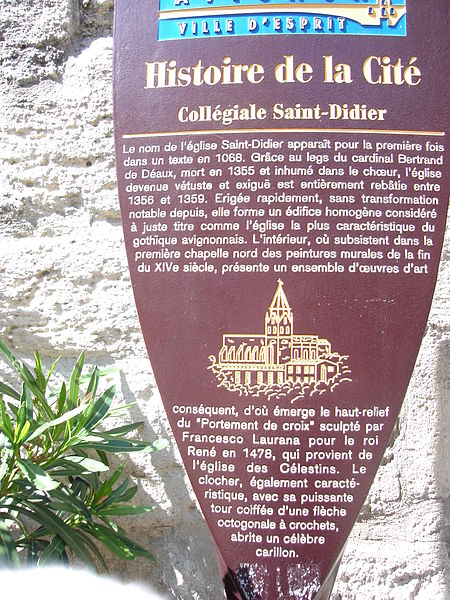 VILLE D'ESPRIT
Histoire de la Cité
Collégiale Saint-Didier
Le nom de l'église Saint-Didier apparaît pour la première fois
dans un texte en 1068. Grâce au legs du cardinal Bertrand
de Déaux, mort en 1355 et inhumé dans le chœur, l'église
devenue vétuste et exiguë est entièrement rebâtie entre
1356 et 1359. Erigée rapidement, sans transformation
notable depuis, elle forme un édifice homogène considéré
à juste titre comme l'église la plus caractéristique du
gothique avignonnais. L'intérieur, où subsistent dans la
première chapelle nord des peintures murales de la fin
du XIVe siècle, présente un ensemble d'œuvres d'art
conséquent, d'où émerge le haut-relief
du "Portement de croix" sculpté par
Francesco Laurana pour le roi
René en 1478, qui provient de
l'église des Célestins. Le
clocher, également caracté-
ristique, avec sa puissante
tour coiffée d'une flèche
octogonale à crochets,
abrite un célèbre
carillon.